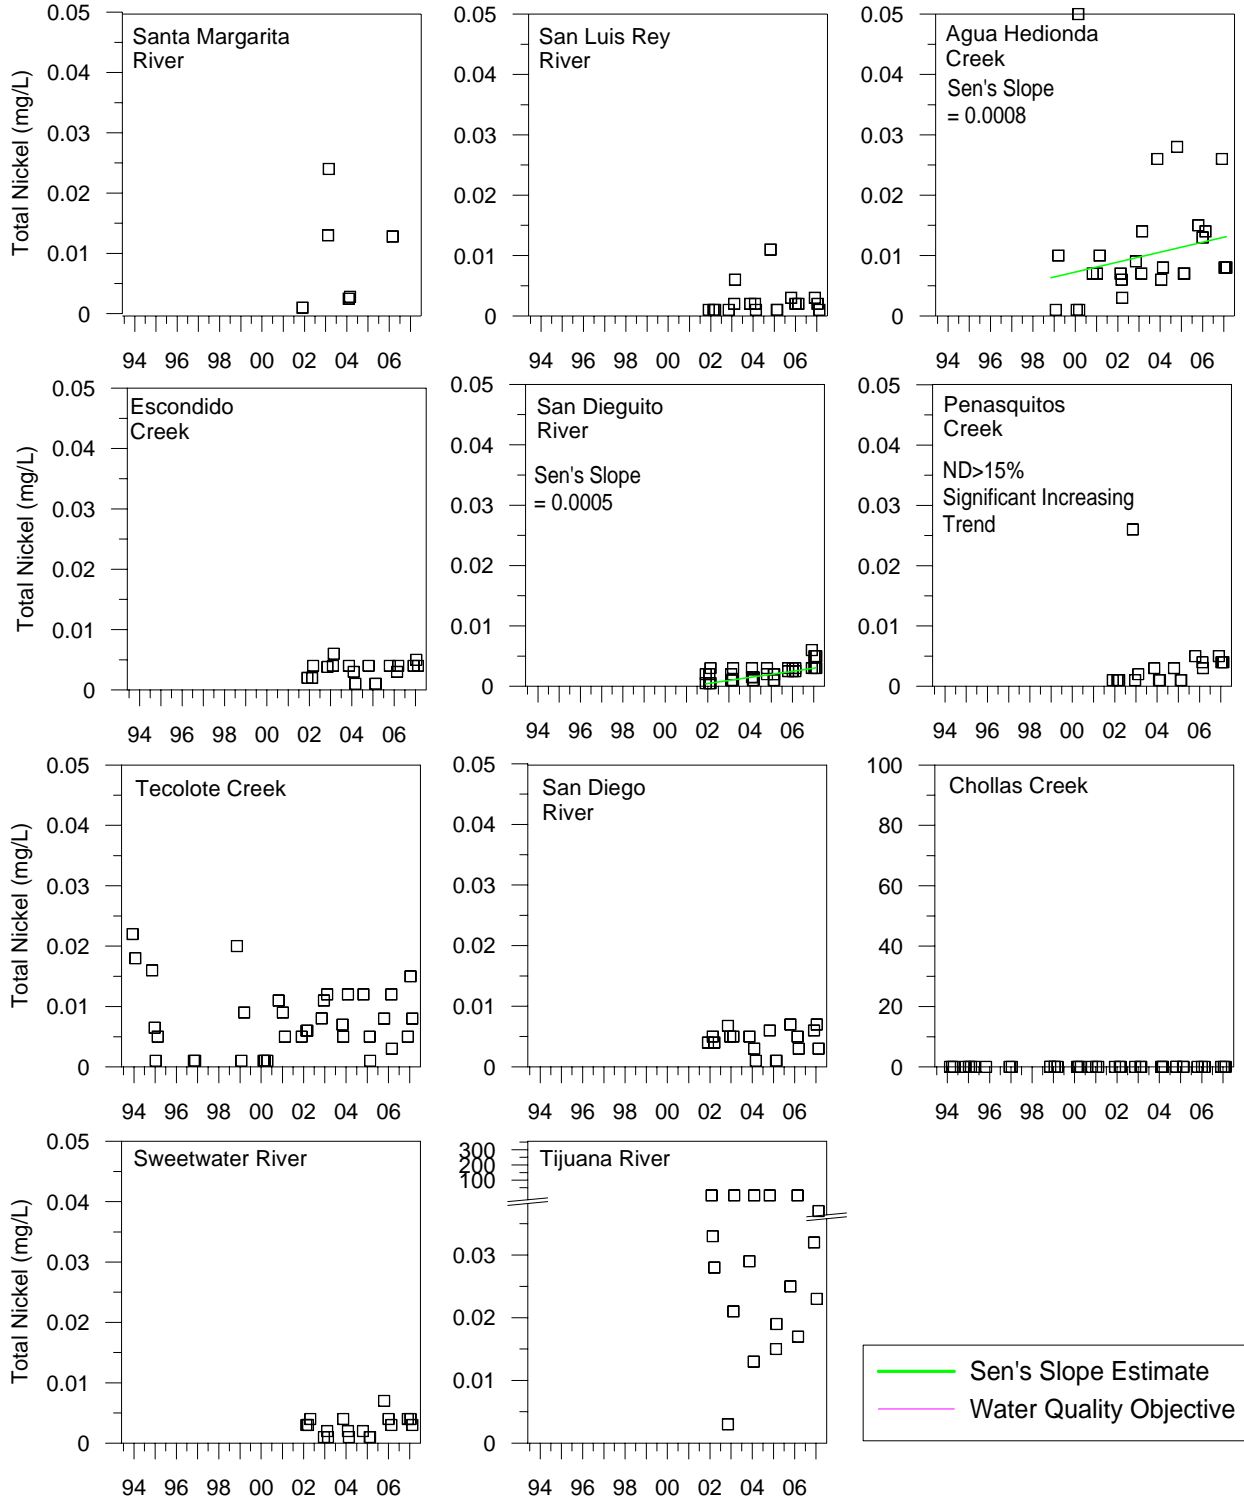 Total Nickel (mg/L)
0.05
0.04
0.03
0.02
0.01
0
Santa Margarita
River
94 96 98 00 02 04 06
0.05
0.04
0.03
0.02
0.01
0
San Luis Rey
River
94 96 98 00 02 04 06
0.05
0.04
0.03
0.02
0.01
0
Agua Hedionda
Creek
Sen's Slope
= 0.0008
94 96 98 00 02 04 06
Total Nickel (mg/L)
0.05
0.04
0.03
0.02
0.01
0
Escondido
Creek
94 96 98 00 02 04 06
0.05
0.04
0.03
0.02
0.01
0
San Dieguito
River
Sen's Slope
= 0.0005
94 96 98 00 02 04 06
0.05
0.04
0.03
0.02
0.01
0
Penasquitos
Creek
ND>15%
Significant Increasing
Trend
94 96 98 00 02 04 06
Total Nickel (mg/L)
0.05
0.04
0.03
0.02
0.01
0
Tecolote Creek
94 96 98 00 02 04 06
0.05
0.04
0.03
0.02
0.01
0
San Diego
River
94 96 98 00 02 04 06
100
80
60
40
20
0
Chollas Creek
94 96 98 00 02 04 06
Total Nickel (mg/L)
0.05
0.04
0.03
0.02
0.01
0
Sweetwater River
94 96 98 00 02 04 06
300
200
100
0.03
0.02
0.01
0
Tijuana River
94 96 98 00 02 04 06
Sen's Slope Estimate
Water Quality Objective